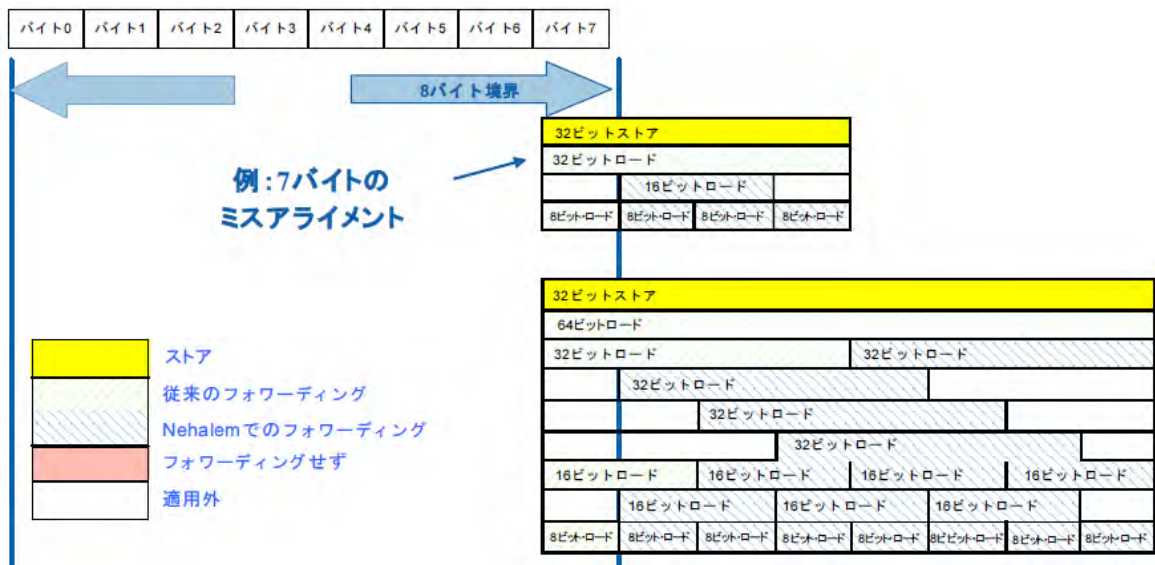 バイト0 バイト1 バイト2 バイト3 バイト4 バイト5 バイト6 バイト7
8バイト境界
例:7バイトの
ミスアライメント
32ビットストア
32ビットロード
16ビットロード
8ビット・ロード 8ビット・ロード 8ビット・ロード 8ビット・ロード
32ビットストア
64ビットロード
32ビットロード 32ビットロード
32ビットロード
32ビットロード
32ビットロード
16ビットロード 16ビットロード 16ビットロード 16ビットロード
16ビットロード 16ビットロード 16ビットロード
8ビット・ロード 8ビット・ロード 8ビット・ロード 8ビット・ロード 8ビット・ロード 8ビビット・ロード 8ビット・ロード 8ビット・ロード
ストア
従来のフォワーディング
Nehalemでのフォワーディング
フォワーディングせず
適用外